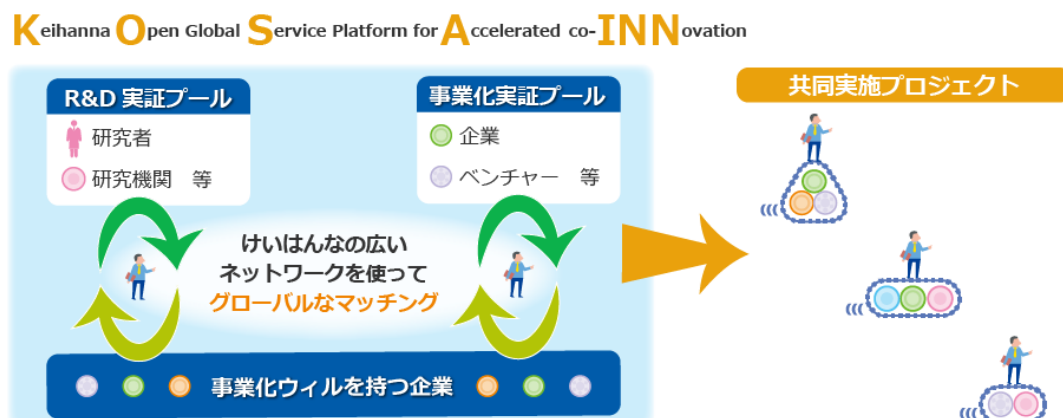 Keihanna Open Global Service Platform for Accelerated co-INNovation
R&D 実証プール
研究者
研究機関　等
事業化実証プール
企業
ベンチャー　等
けいはんなの広い
ネットワークを使って
グローバルなマッチング
事業化ウィルを持つ企業
共同実施プロジェクト